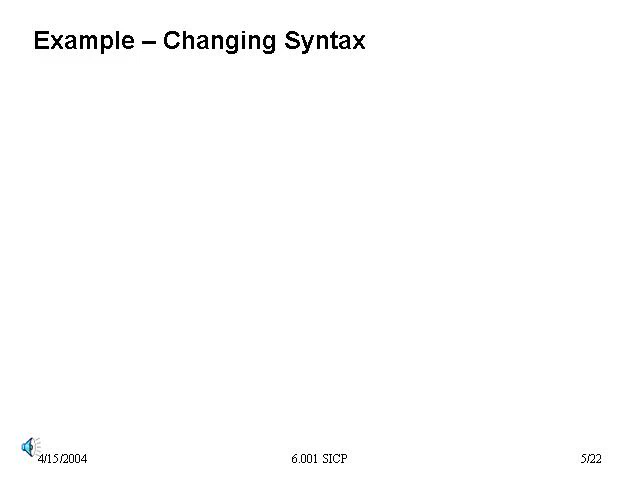 Example – Changing Syntax
4/15/2004 6.001 SICP 5/22